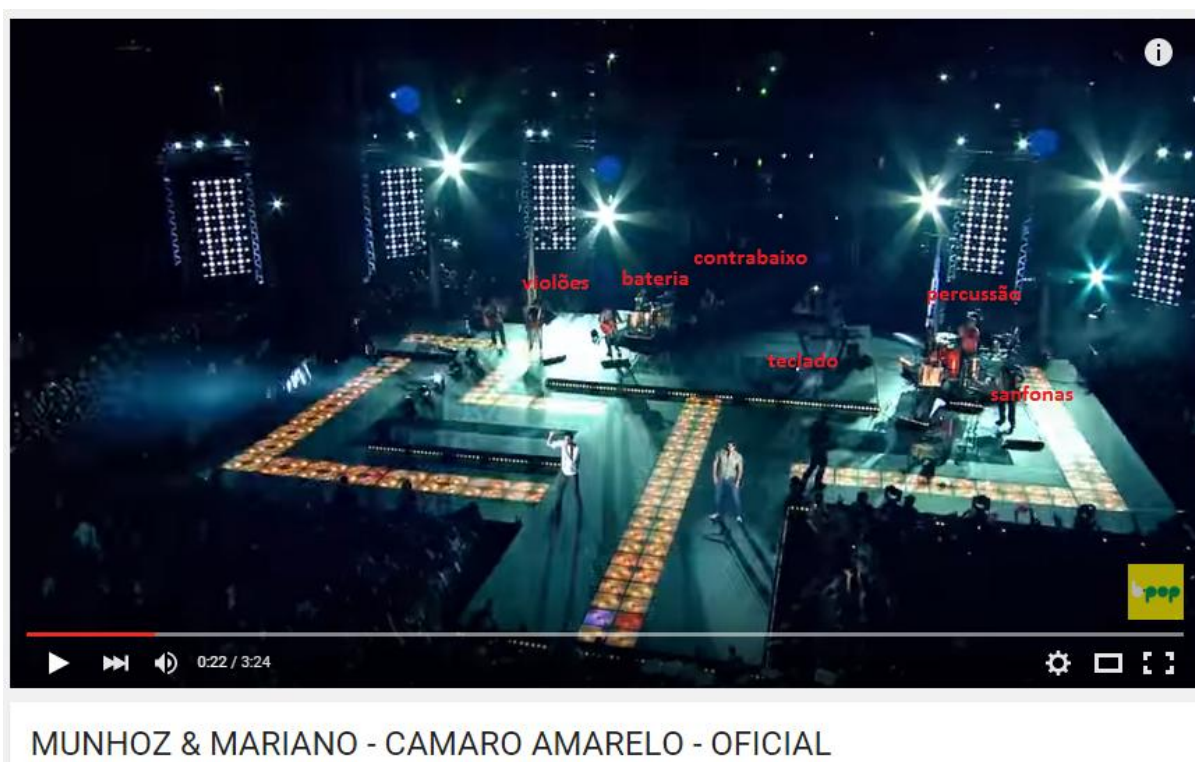 i
contrabaixo
violões
bateria
percussão
teclado
sanfonas
b-pop
0:22 / 3:24
MUNHOZ & MARIANO - CAMARO AMARELO - OFICIAL